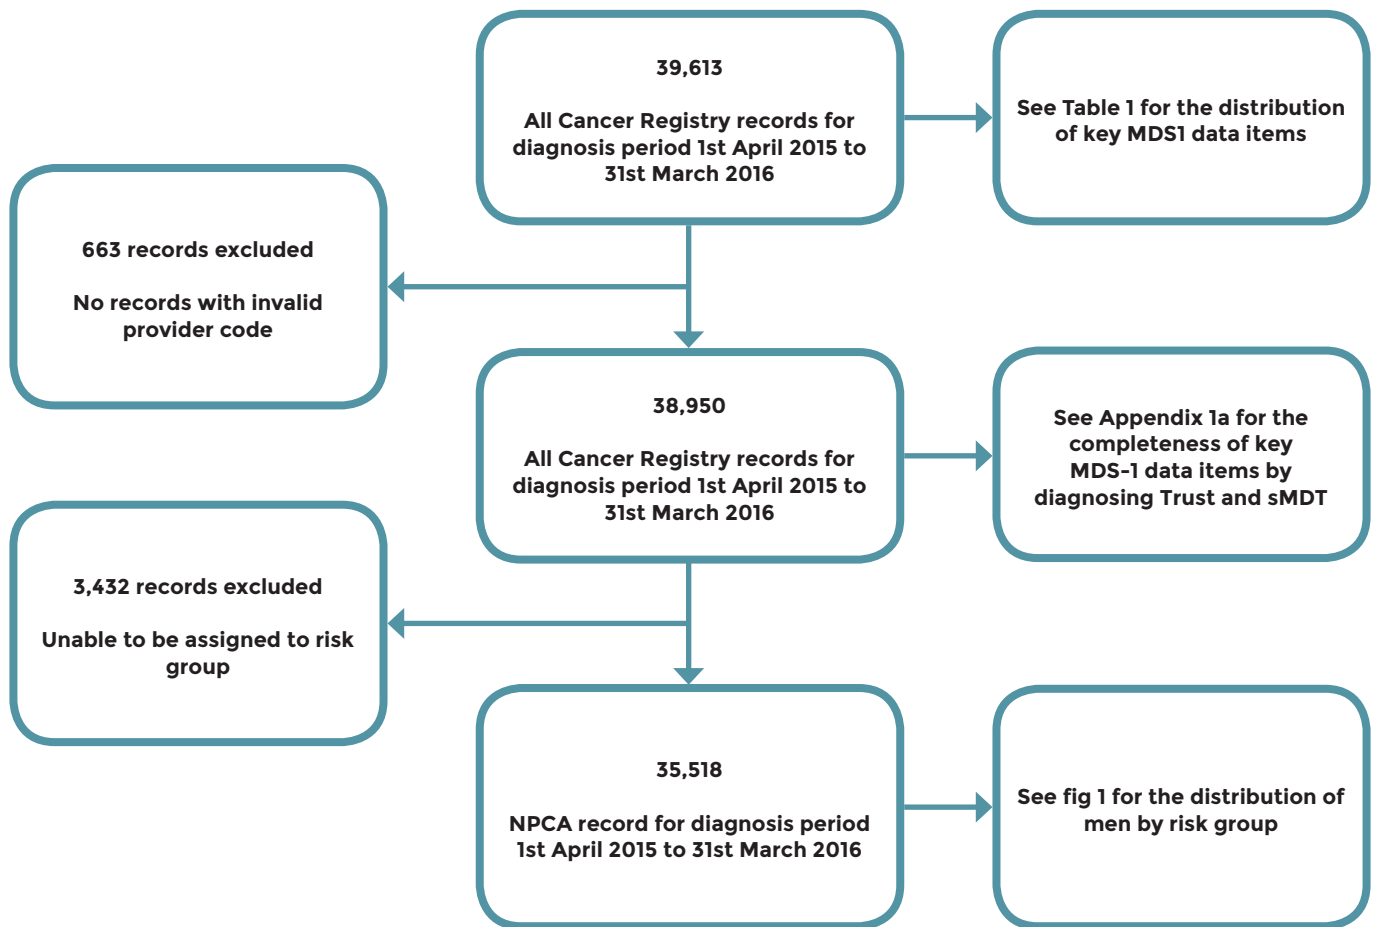 39,613
All Cancer Registry records for
diagnosis period 1st April 2015 to
31st March 2016
See Table 1 for the distribution
of key MDS1 data items
663 records excluded
No records with invalid
provider code
38,950
All Cancer Registry records for
diagnosis period 1st April 2015 to
31st March 2016
See Appendix 1a for the
completeness of key
MDS-1 data items by
diagnosing Trust and sMDT
3,432 records excluded
Unable to be assigned to risk
group
35,518
NPCA record for diagnosis period
1st April 2015 to 31st March 2016
See fig 1 for the distribution of
men by risk group